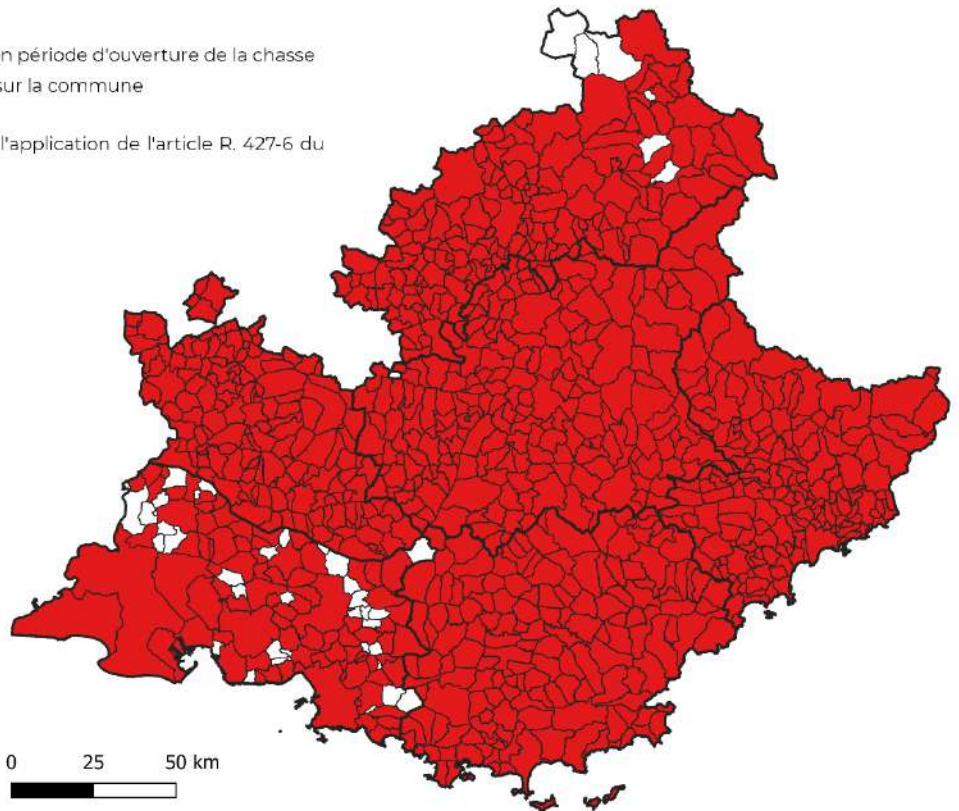 n période d'ouverture de la chasse
sur la commune
l'application de l'article R. 427-6 du
0 25 50 km